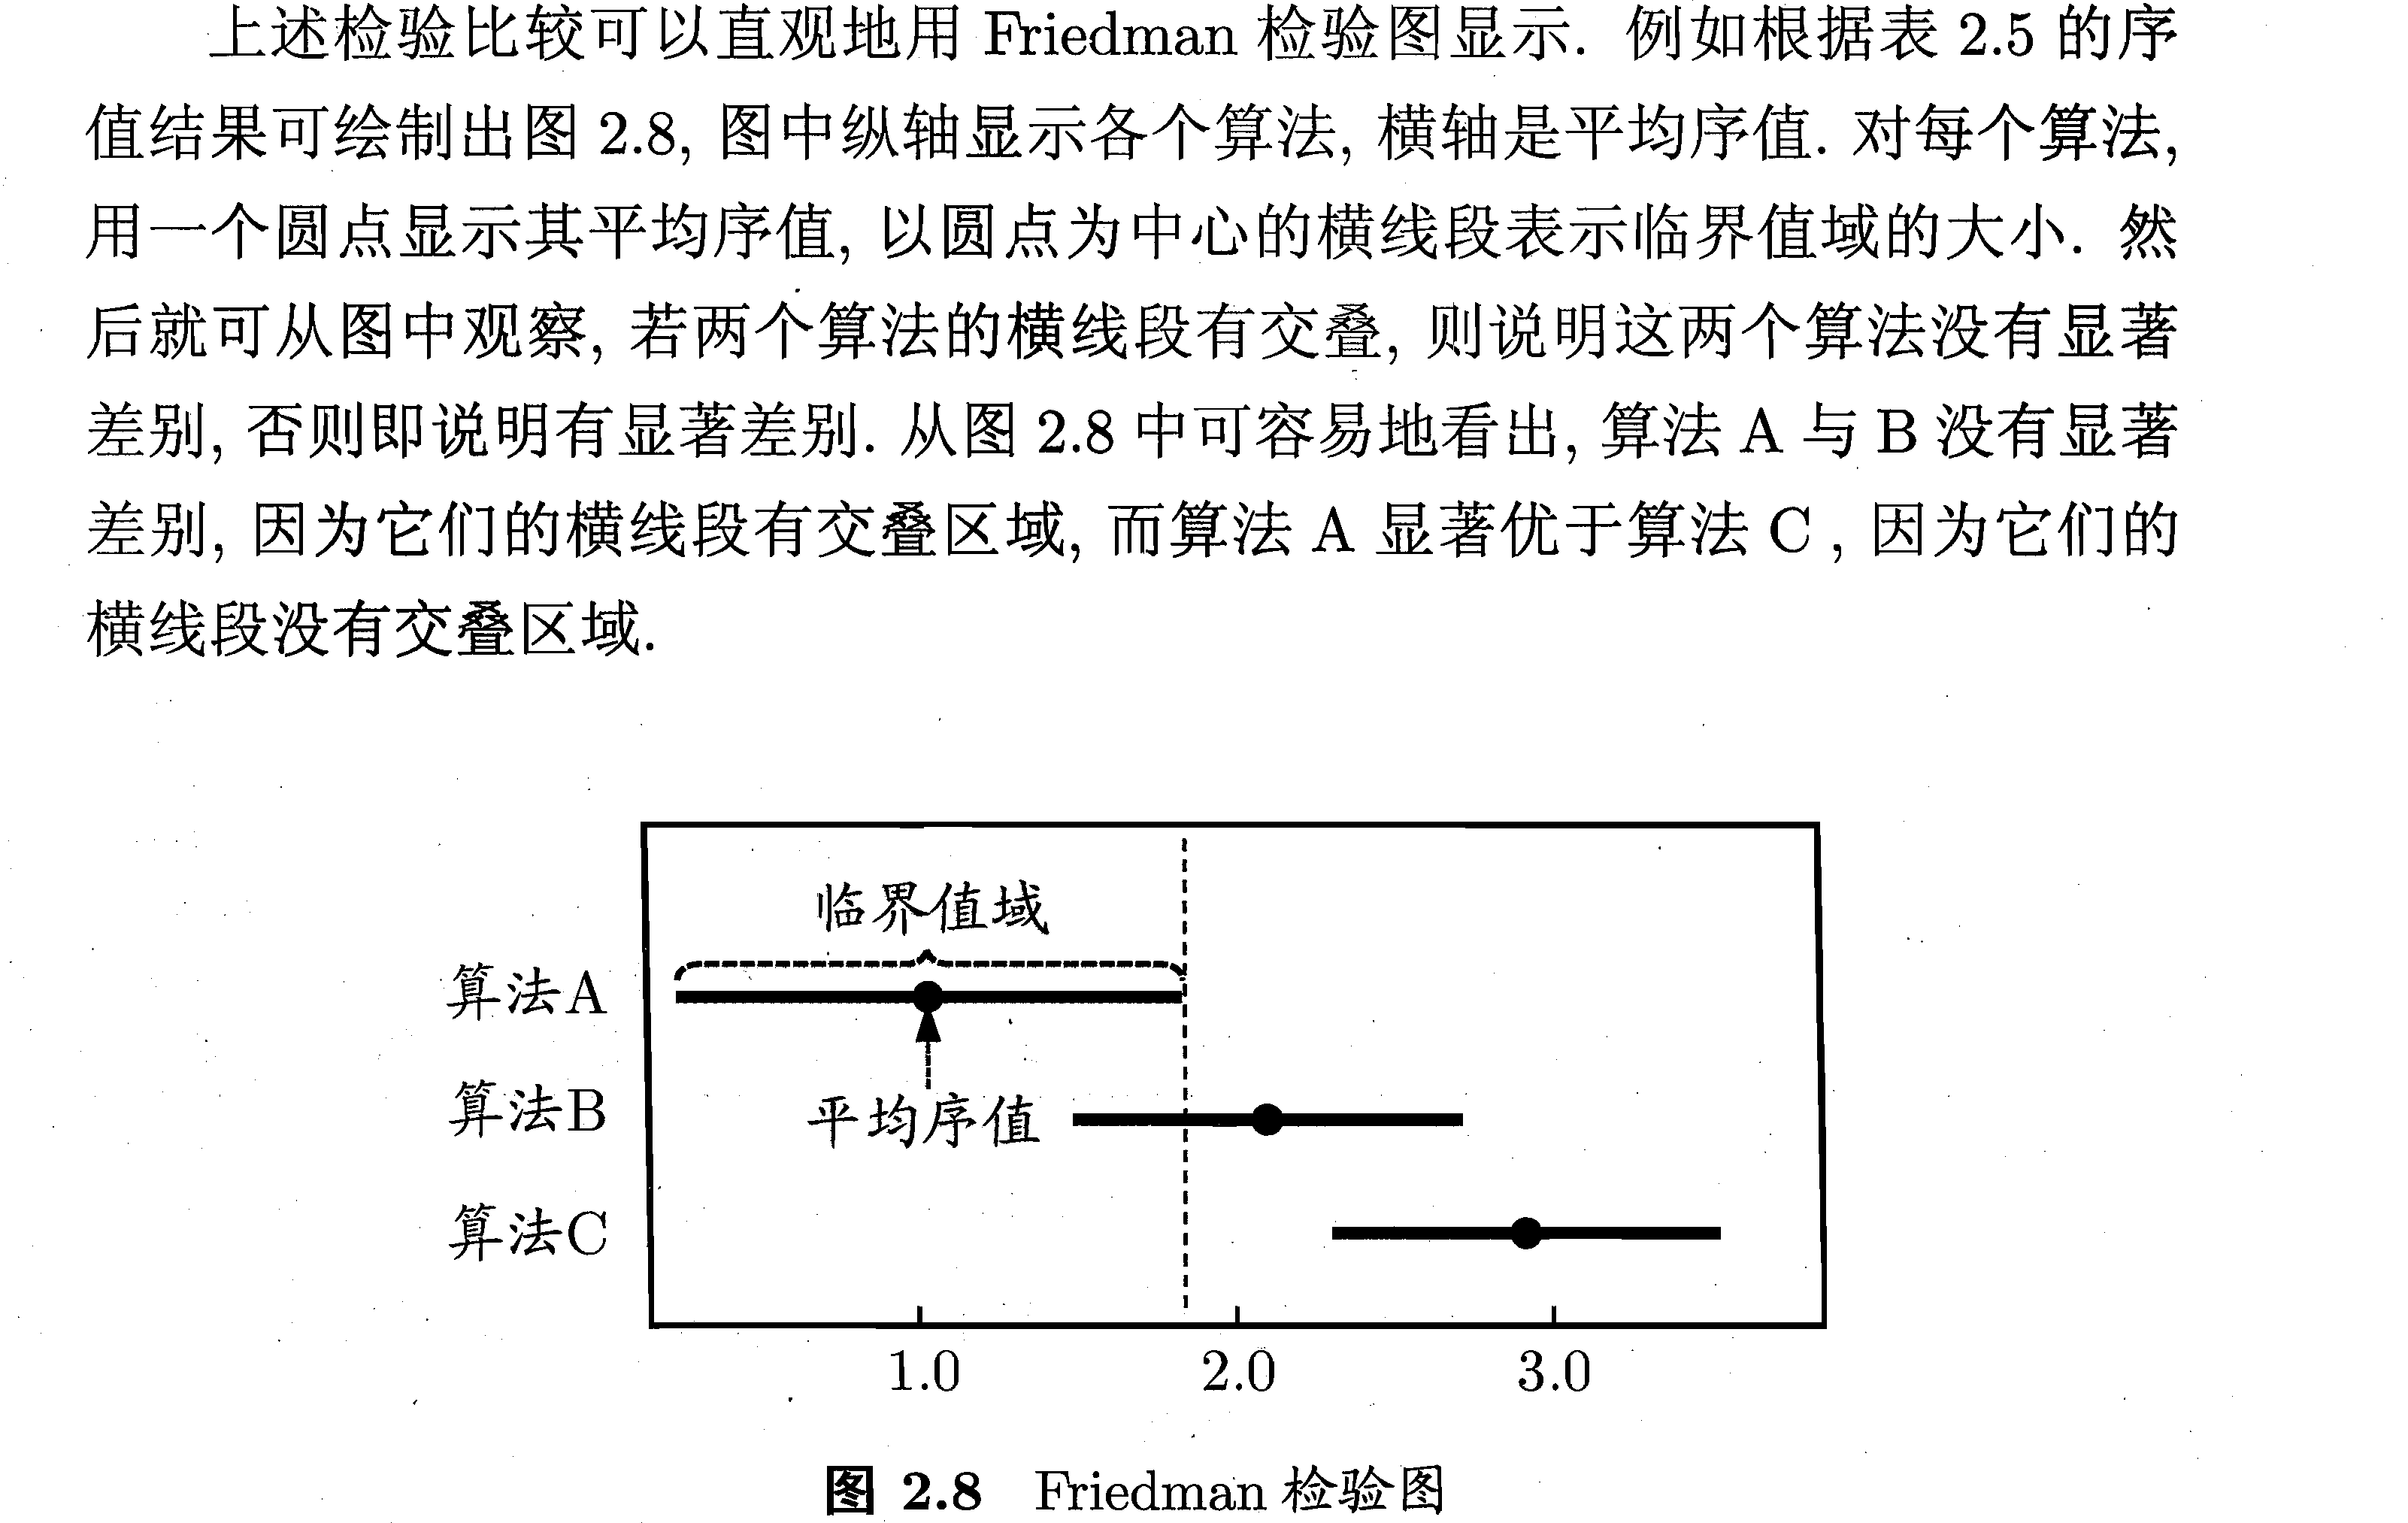 上述检验比较可以直观地用 Friedman 检验图显示. 例如根据表 2.5 的序
值结果可绘制出图 2.8, 图中纵轴显示各个算法, 横轴是平均序值. 对每个算法,
用一个圆点显示其平均序值, 以圆点为中心的横线段表示临界值域的大小. 然
后就可从图中观察, 若两个算法的横线段有交叠, 则说明这两个算法没有显著
差别, 否则即说明有显著差别. 从图 2.8 中可容易地看出, 算法 A 与 B 没有显著
差别, 因为它们的横线段有交叠区域, 而算法 A 显著优于算法 C , 因为它们的
横线段没有交叠区域.
临界值域
算法A
平均序值
算法B
算法C
1.0 2.0 3.0
图 2.8 Friedman 检验图